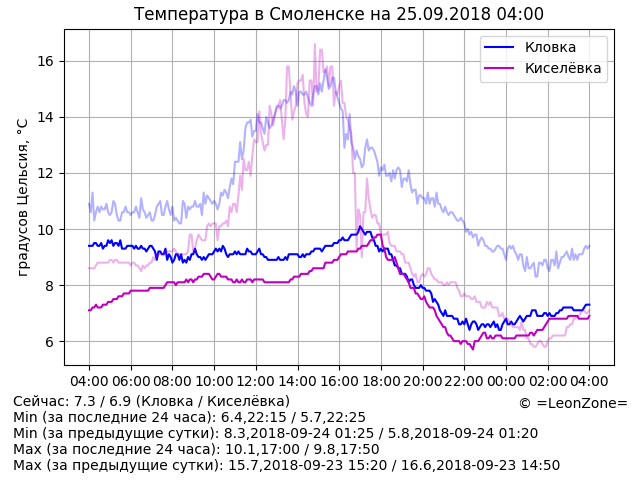 Температура в Смоленске на 25.09.2018 04:00
градусов Цельсия, °C
16
14
12
10
8
6
Кловка
Киселёвка
04:00 06:00 08:00 10:00 12:00 14:00 16:00 18:00 20:00 22:00 00:00 02:00 04:00
Сейчас: 7.3 / 6.9 (Кловка / Киселёвка)
© =LeonZone=
Min (за последние 24 часа): 6.4,22:15 / 5.7,22:25
Min (за предыдущие сутки): 8.3,2018-09-24 01:25 / 5.8,2018-09-24 01:20
Max (за последние 24 часа): 10.1,17:00 / 9.8,17:50
Max (за предыдущие сутки): 15.7,2018-09-23 15:20 / 16.6,2018-09-23 14:50